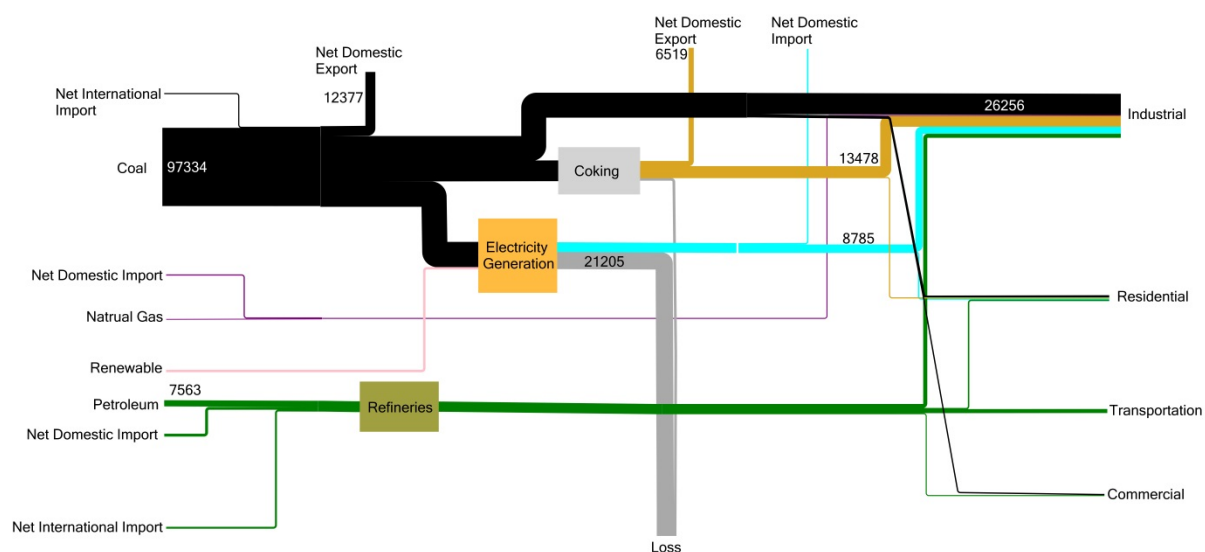 Net Domestic
Export
6519
Net Domestic
Import
Net Domestic
Export
12377
Net International
Import
26256
Industrial
Coal
97334
Coking
13478
Electricity
Generation
21205
8785
Net Domestic Import
Residential
Natrual Gas
Renewable
7563
Petroleum
Refineries
Transportation
Net Domestic Import
Commercial
Net International Import
Loss